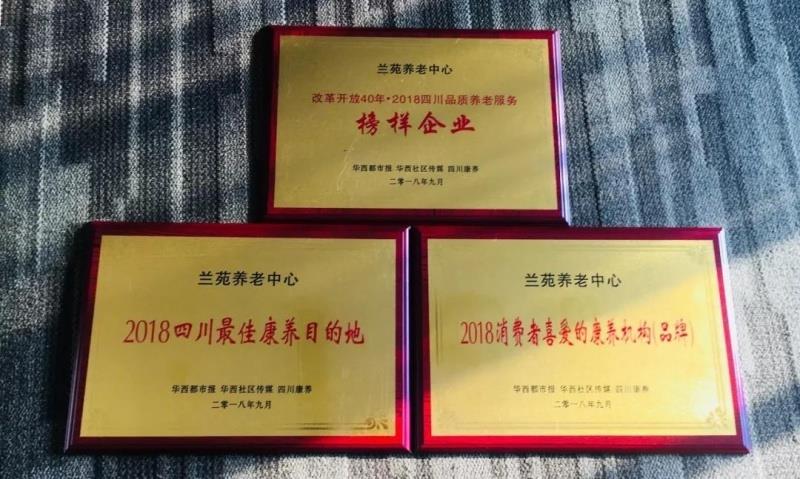 兰苑养老中心
改革开放40年·2018四川品质养老服务
榜样企业
华西都市报 华西社区传媒 四川康养
二零一八年九月
兰苑养老中心
2018四川最佳康养目的地
华西都市报 华西社区传媒 四川康养
二零一八年九月
兰苑养老中心
2018消费者喜爱的康养机构(品牌)
华西都市报 华西社区传媒 四川康养
二零一八年九月